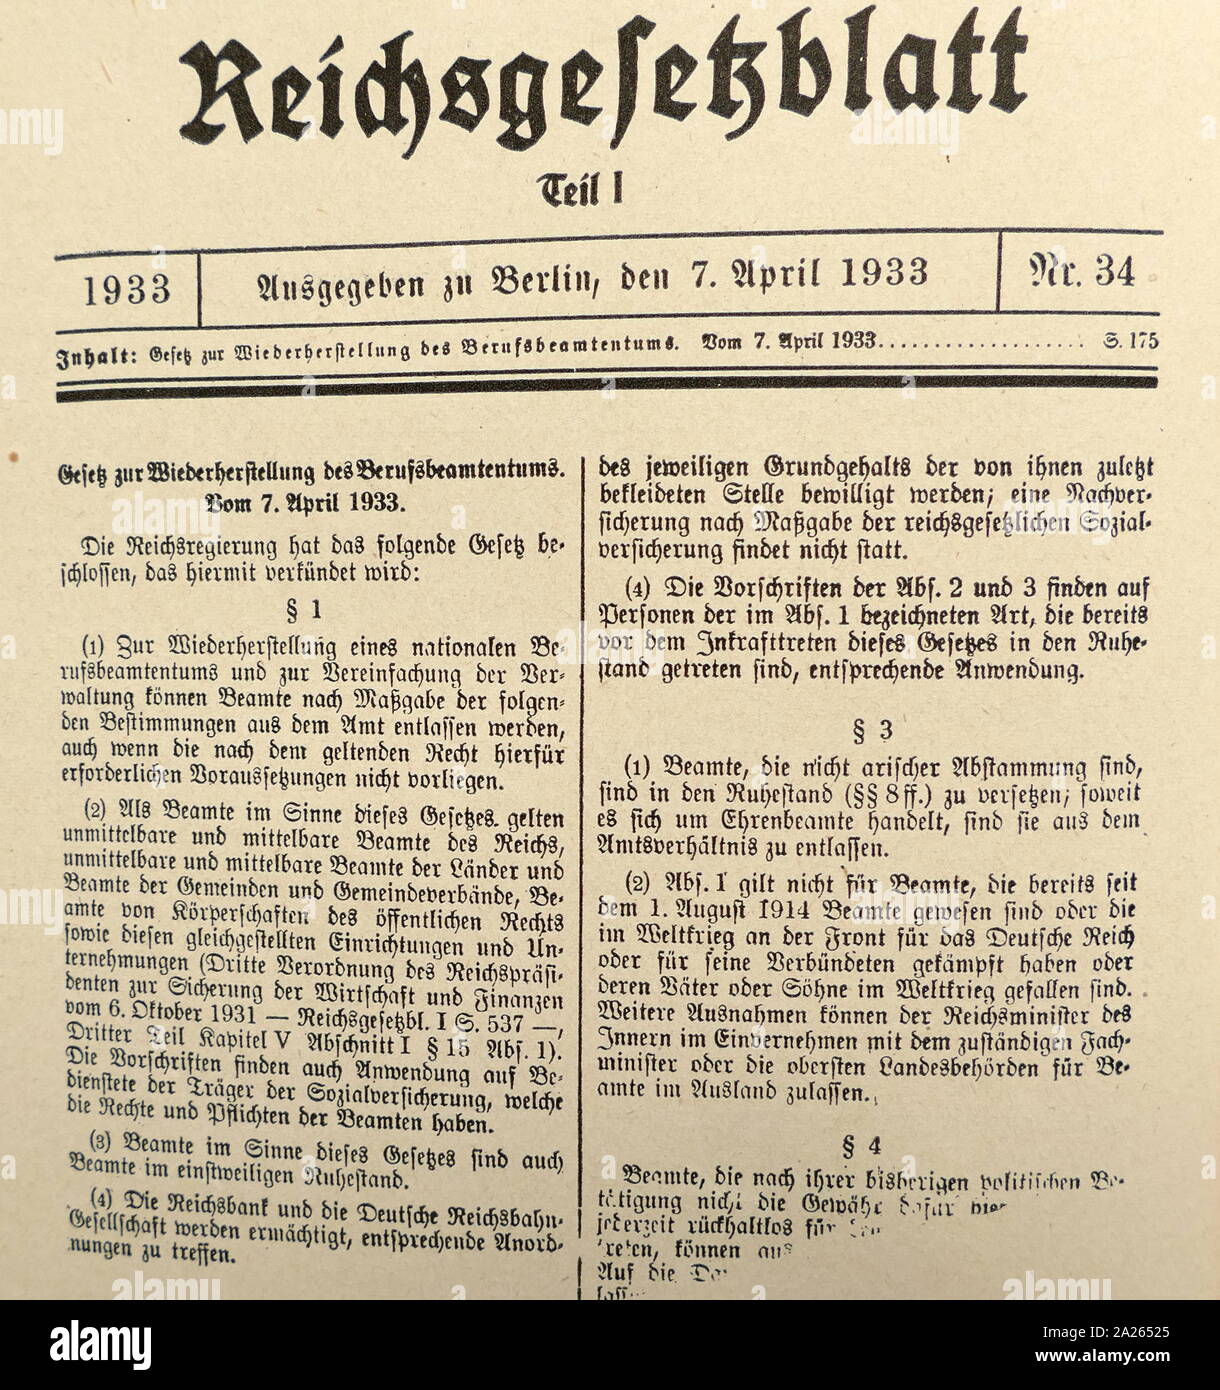 Reichsgesetzblatt
Teil I
1933
Ausgegeben zu Berlin, den 7. April 1933
Nr. 34
Inhalt: Gesetz zur Wiederherstellung des Berufsbeamtentums. Vom 7. April 1933..................... S. 175
Gesetz zur Wiederherstellung des Berufsbeamtentums.
Vom 7. April 1933.
Die Reichsregierung hat das folgende Gesetz be-
schlossen, das hiermit verkündet wird:
§ 1
(1) Zur Wiederherstellung eines nationalen Be-
rufsbeamtentums und zur Vereinfachung der Ver-
waltung können Beamte nach Maßgabe der folgen-
den Bestimmungen aus dem Amt entlassen werden,
auch wenn die nach dem geltenden Recht hierfür
erforderlichen Voraussetzungen nicht vorliegen.
(2) Als Beamte im Sinne dieses Gesetzes gelten
unmittelbare und mittelbare Beamte des Reichs,
unmittelbare und mittelbare Beamte der Länder und
Beamte der Gemeinden und Gemeindeverbände, Be-
amte von Körperschaften des öffentlichen Rechts
sowie diesen gleichgestellten Einrichtungen und Un-
ternehmungen (Dritte Verordnung des Reichspräsi-
denten zur Sicherung der Wirtschaft und Finanzen
vom 6. Oktober 1931 — Reichsgesetzbl. I S. 537 —,
Dritter Teil Kapitel V Abschnitt I § 15 Abs. 1).
Die Vorschriften finden auch Anwendung auf Be-
dienstete der Träger der Sozialversicherung, welche
die Rechte und Pflichten der Beamten haben.
(3) Beamte im Sinne dieses Gesetzes sind auch
Beamte im einstweiligen Ruhestand.
(4) Die Reichsbank und die Deutsche Reichsbahn-
Gesellschaft werden ermächtigt, entsprechende Anord-
nungen zu treffen.
des jeweiligen Grundgehalts der von ihnen zuletzt
bekleideten Stelle bewilligt werden; eine Nachver-
sicherung nach Maßgabe der reichsgesetzlichen Sozial-
versicherung findet nicht statt.
(4) Die Vorschriften der Abs. 2 und 3 finden auf
Personen der im Abs. 1 bezeichneten Art, die bereits
vor dem Inkrafttreten dieses Gesetzes in den Ruhe-
stand getreten sind, entsprechende Anwendung.
§ 3
(1) Beamte, die nicht arischer Abstammung sind,
sind in den Ruhestand (§§ 8 ff.) zu versetzen; soweit
es sich um Ehrenbeamte handelt, sind sie aus dem
Amtsverhältnis zu entlassen.
(2) Abs. 1 gilt nicht für Beamte, die bereits seit
dem 1. August 1914 Beamte gewesen sind oder die
im Weltkrieg an der Front für das Deutsche Reich
oder für seine Verbündeten gekämpft haben oder
deren Väter oder Söhne im Weltkrieg gefallen sind.
Weitere Ausnahmen können der Reichsminister des
Innern im Einvernehmen mit dem zuständigen Fach-
minister oder die obersten Landesbehörden für Be-
amte im Ausland zulassen.
§ 4
Beamte, die nach ihrer bisherigen politischen Be-
tätigung nicht die Gewähr dafür
jederzeit rückhaltlos für
treten, können aus
Auf die
alamy
Image ID: 2A26525
www.alamy.com